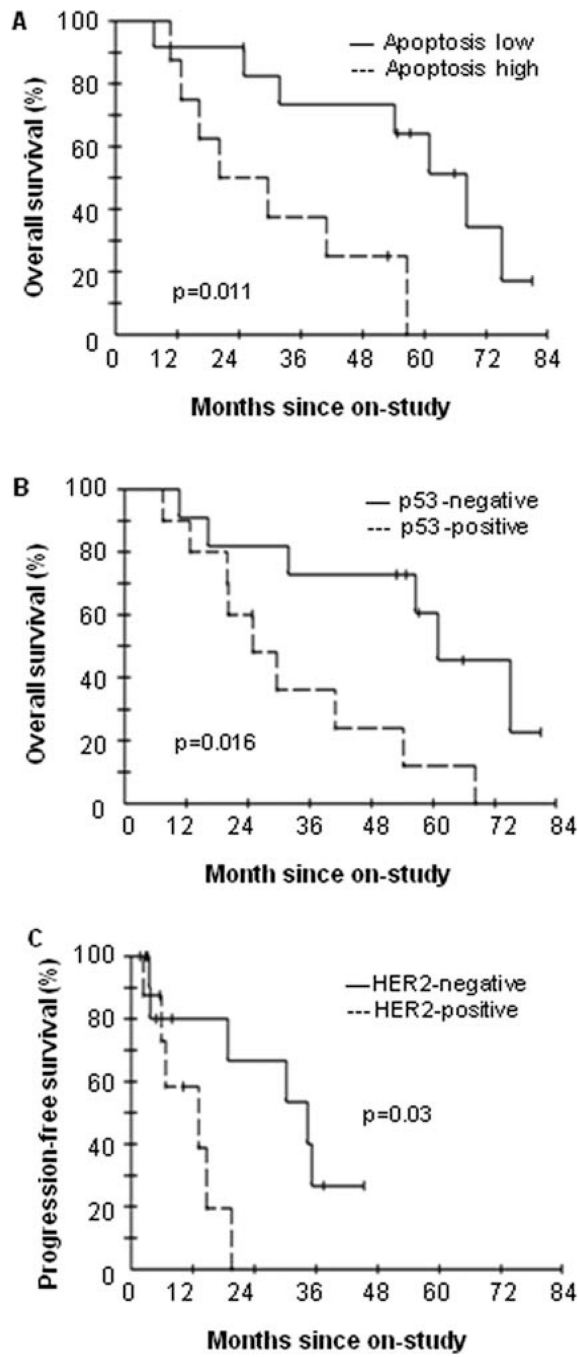 A
100
80
60
40
20
0
Overall survival (%)
Apoptosis low
Apoptosis high
p=0.011
0 12 24 36 48 60 72 84
Months since on-study
B
100
80
60
40
20
0
Overall survival (%)
p53-negative
p53-positive
p=0.016
0 12 24 36 48 60 72 84
Month since on-study
C
100
80
60
40
20
0
Progression-free survival (%)
HER2-negative
HER2-positive
p=0.03
0 12 24 36 48 60 72 84
Months since on-study